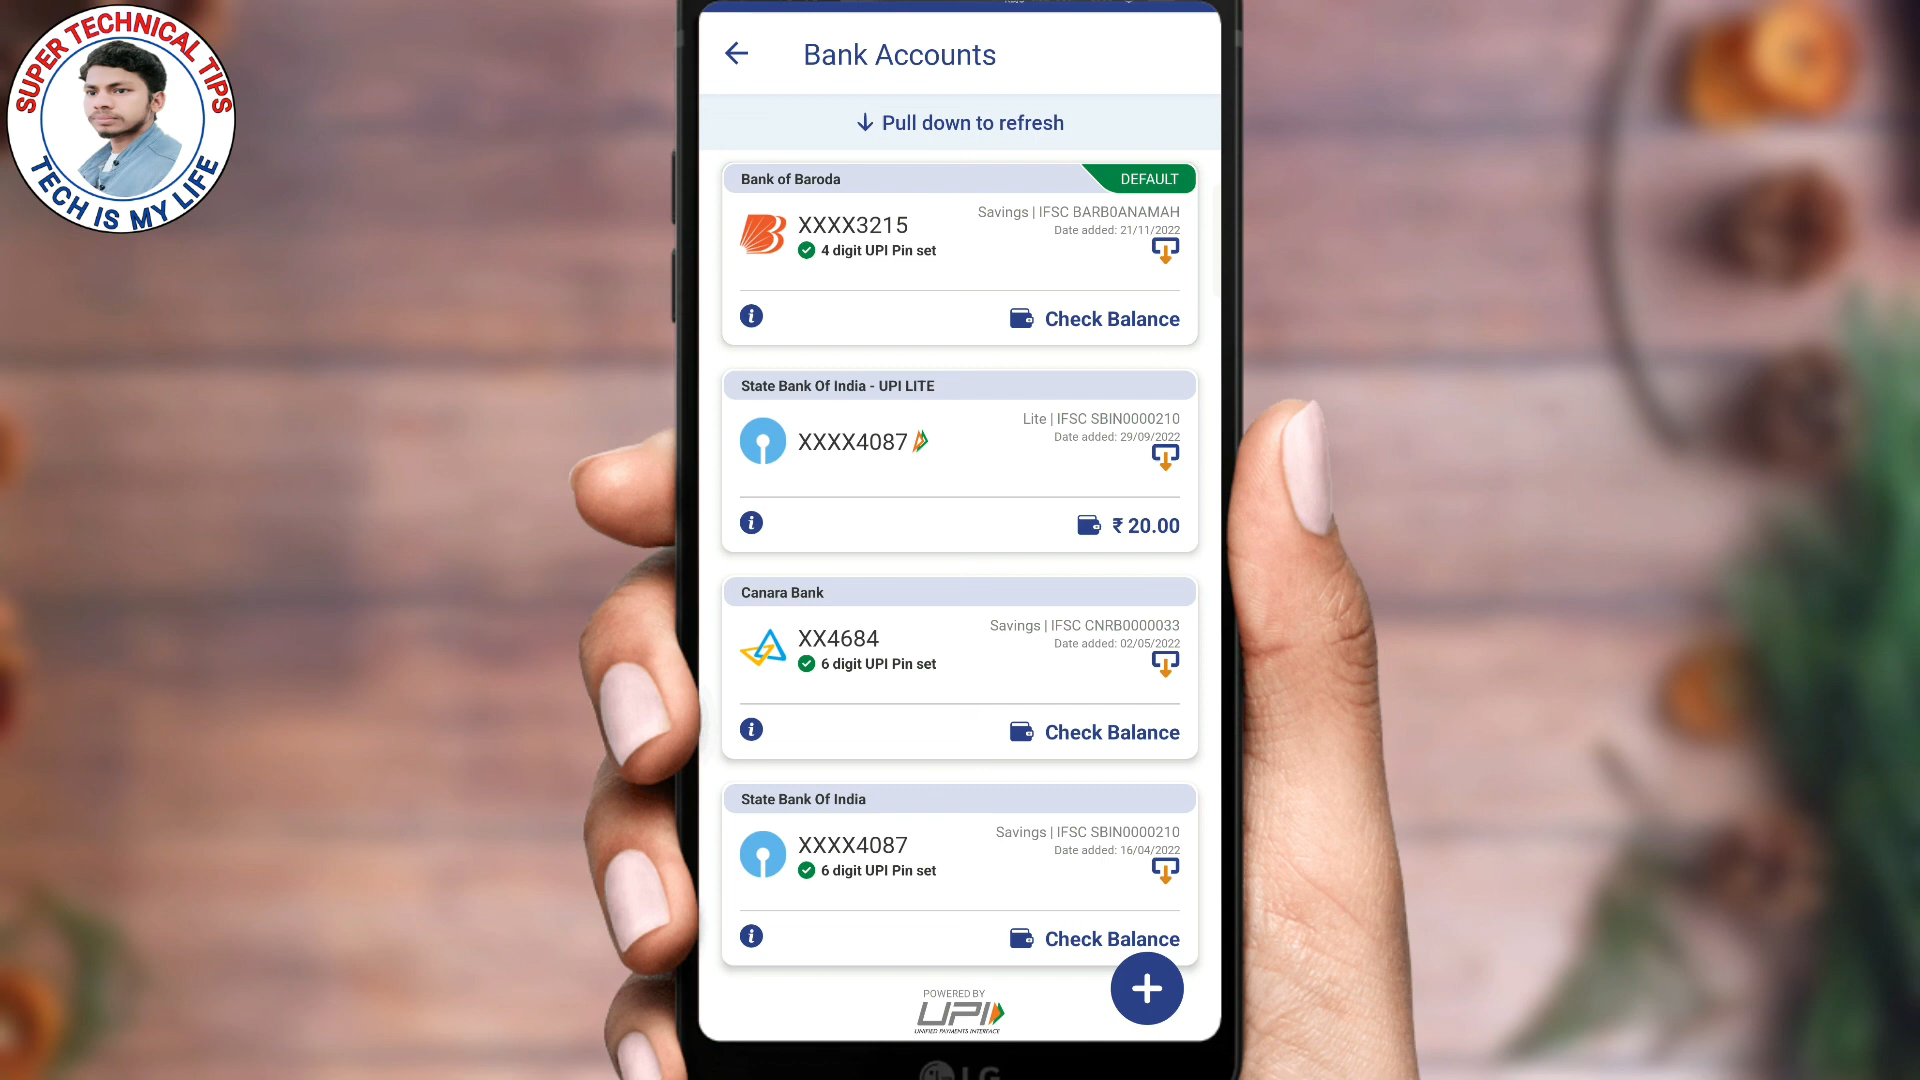 SUPER TECHNICAL TIPS
TECH IS MY LIFE
Bank Accounts
Pull down to refresh
Bank of Baroda
DEFAULT
XXXX3215
Savings | IFSC BARB0ANAMAH
Date added: 21/11/2022
4 digit UPI Pin set
Check Balance
State Bank Of India - UPI LITE
XXXX4087
Lite | IFSC SBIN0000210
Date added: 29/09/2022
₹ 20.00
Canara Bank
XX4684
Savings | IFSC CNRB0000033
Date added: 02/05/2022
6 digit UPI Pin set
Check Balance
State Bank Of India
XXXX4087
Savings | IFSC SBIN0000210
Date added: 16/04/2022
6 digit UPI Pin set
Check Balance
POWERED BY
UPI
UNIFIED PAYMENTS INTERFACE
LG